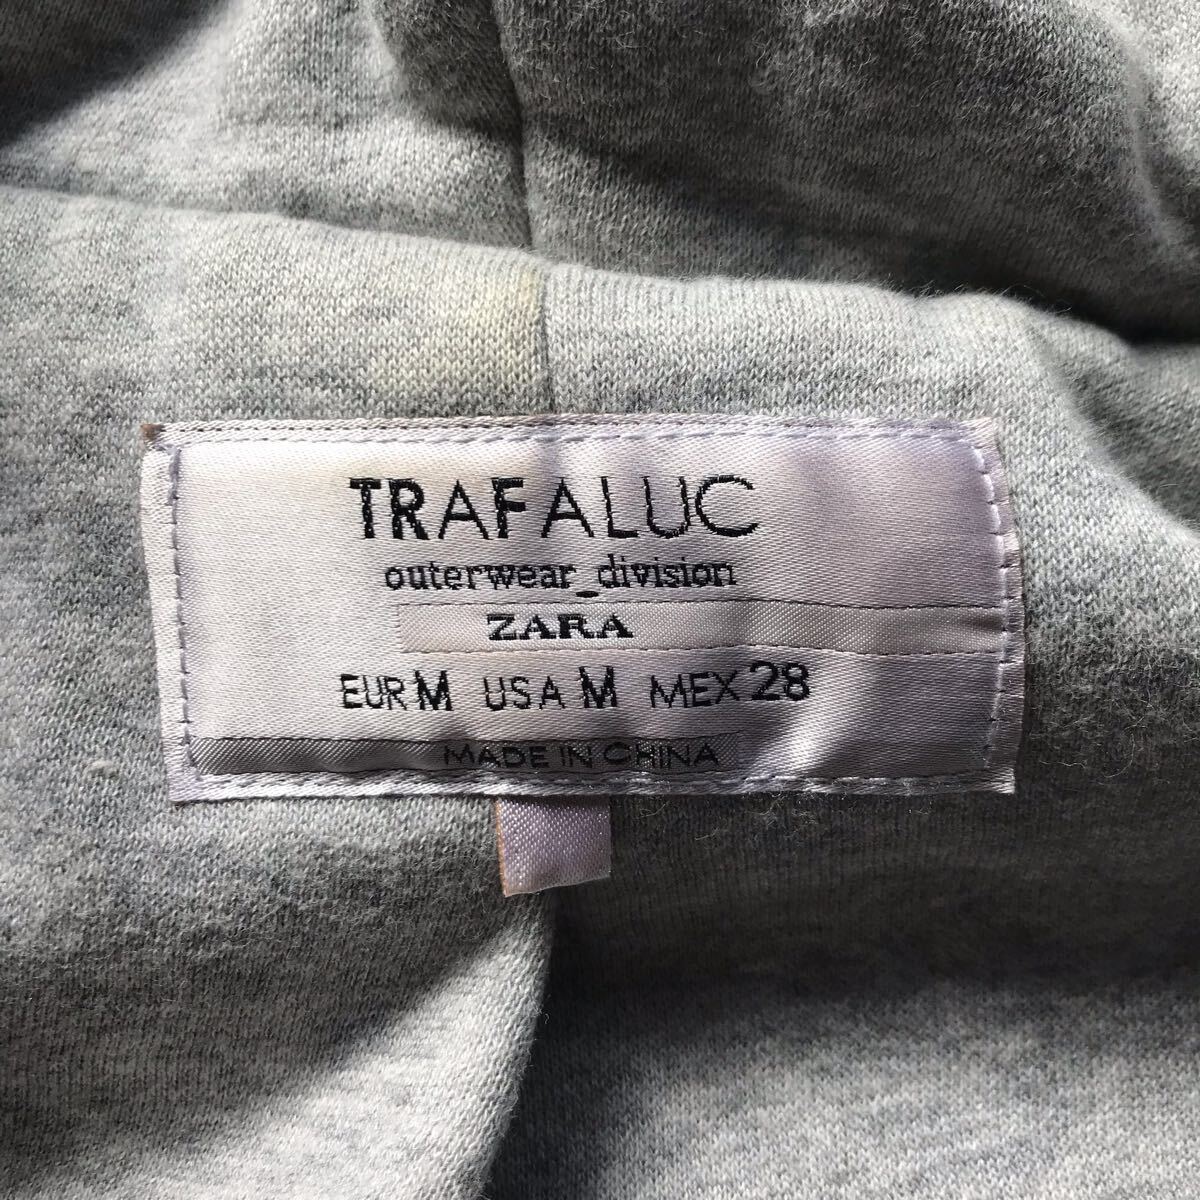 TRAFALUC
outerwear_division
ZARA
EUR M USA M MEX 28
MADE IN CHINA